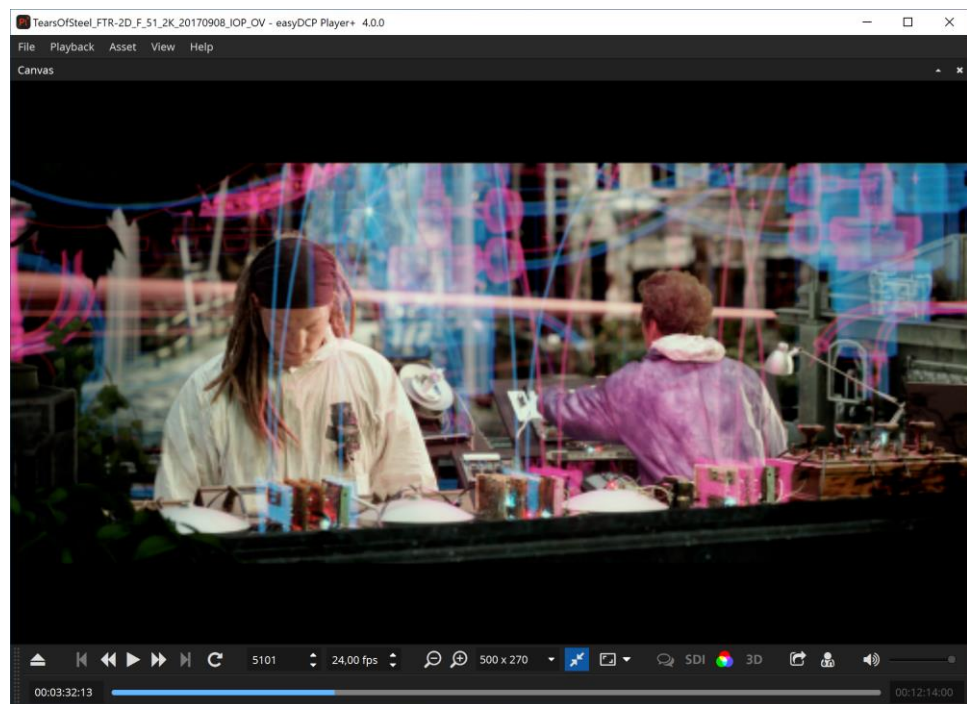 TearsOfSteel_FTR-2D_F_51_2K_20170908_IOP_OV - easyDCP Player+ 4.0.0
File Playback Asset View Help
Canvas
5101 24,00 fps 500 x 270 SDI 3D
00:03:32:13 00:12:14:00